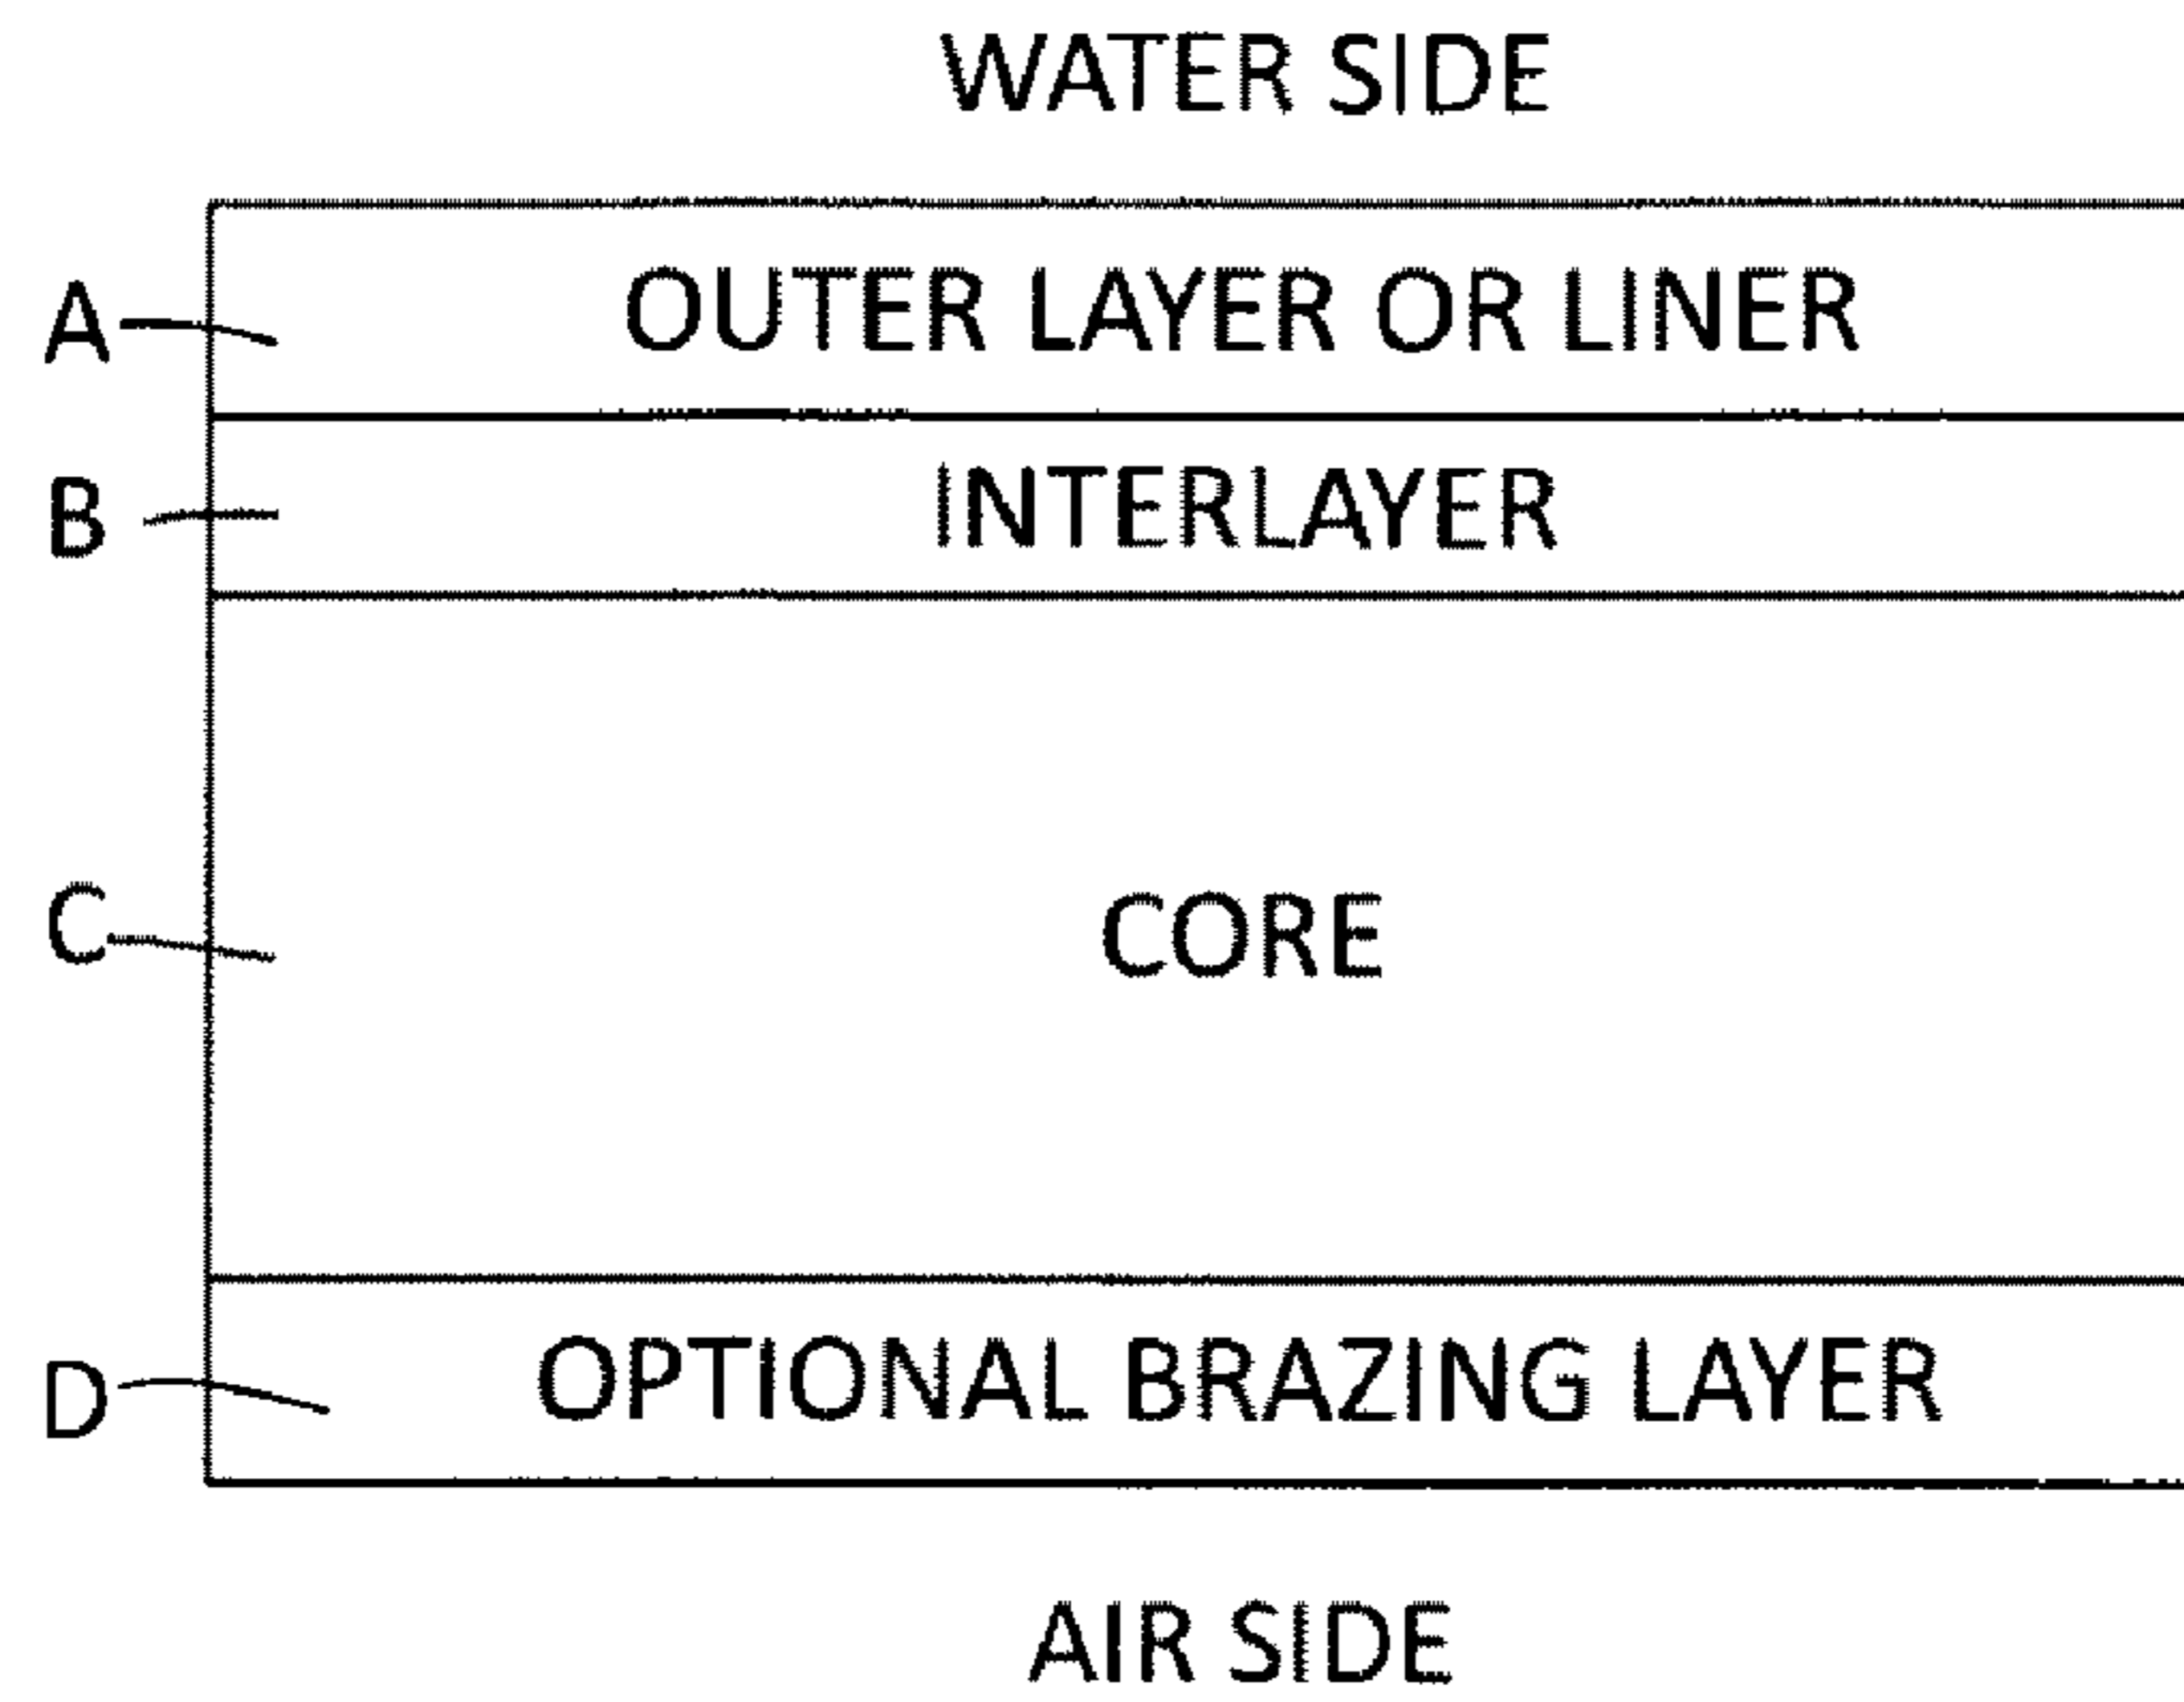 WATER SIDE
A OUTER LAYER OR LINER
B INTERLAYER
C CORE
D OPTIONAL BRAZING LAYER
AIR SIDE